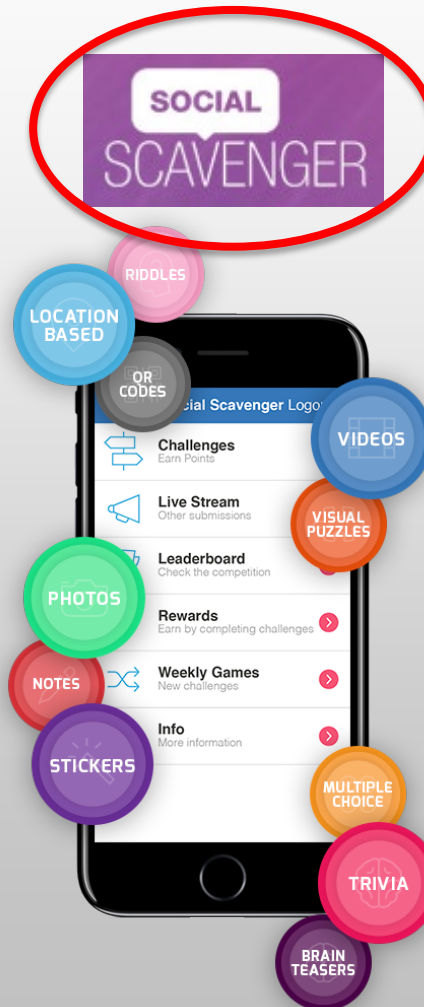 SOCIAL
SCAVENGER
RIDDLES
LOCATION
BASED
QR
CODES
cial Scavenger Logo
VIDEOS
Challenges
Earn Points
Live Stream
Other submissions
VISUAL
PUZZLES
Leaderboard
Check the competition
PHOTOS
Rewards
Earn by completing challenges
NOTES
Weekly Games
New challenges
STICKERS
Info
More information
MULTIPLE
CHOICE
TRIVIA
BRAIN
TEASERS